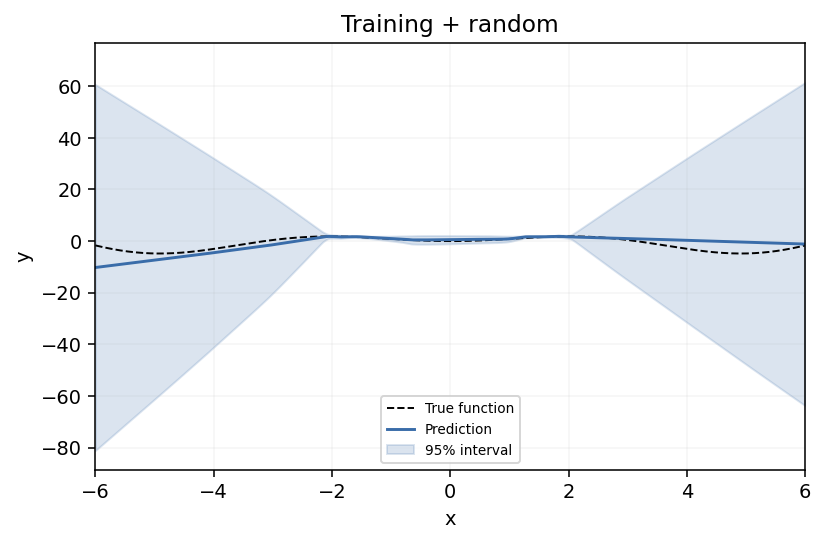 Training + random
60
40
20
0
−20
−40
−60
−80
y
True function
Prediction
95% interval
−6 −4 −2 0 2 4 6
x